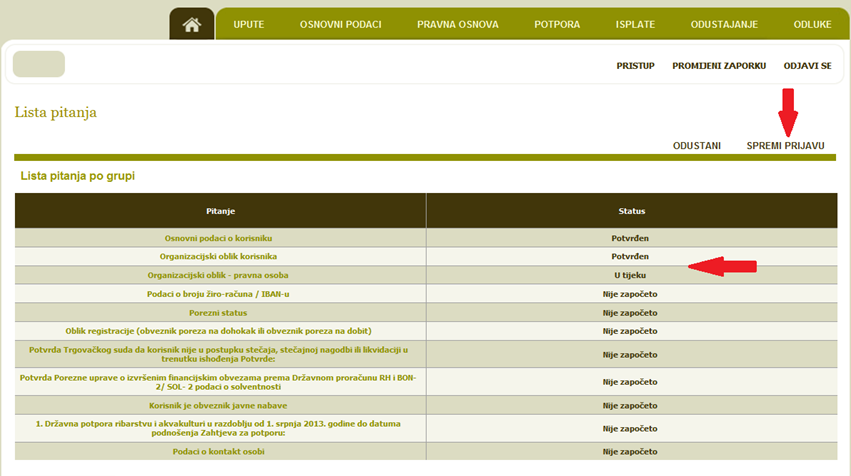 UPUTE OSNOVNI PODACI PRAVNA OSNOVA POTPORA ISPLATE ODUSTAJANJE ODLUKE
PRISTUP PROMIJENI ZAPORKU ODJAVI SE
Lista pitanja
ODUSTANI SPREMI PRIJAVU
Lista pitanja po grupi
Pitanje Status
Osnovni podaci o korisniku Potvrđen
Organizacijski oblik korisnika Potvrđen
Organizacijski oblik - pravna osoba U tijeku
Podaci o broju žiro-računa / IBAN-u Nije započeto
Porezni status Nije započeto
Oblik registracije (obveznik poreza na dohokak ili obveznik poreza na dobit) Nije započeto
Potvrda Trgovačkog suda da korisnik nije u postupku stečaja, stečajnoj nagodbi ili likvidaciji u
trenutku ishođenja Potvrde: Nije započeto
Potvrda Porezne uprave o izvršenim financijskim obvezama prema Državnom proračunu RH i BON-
2/ SOL- 2 podaci o solventnosti Nije započeto
Korisnik je obveznik javne nabave Nije započeto
1. Državna potpora ribarstvu i akvakulturi u razdoblju od 1. srpnja 2013. godine do datuma
podnošenja Zahtjeva za potporu: Nije započeto
Podaci o kontakt osobi Nije započeto